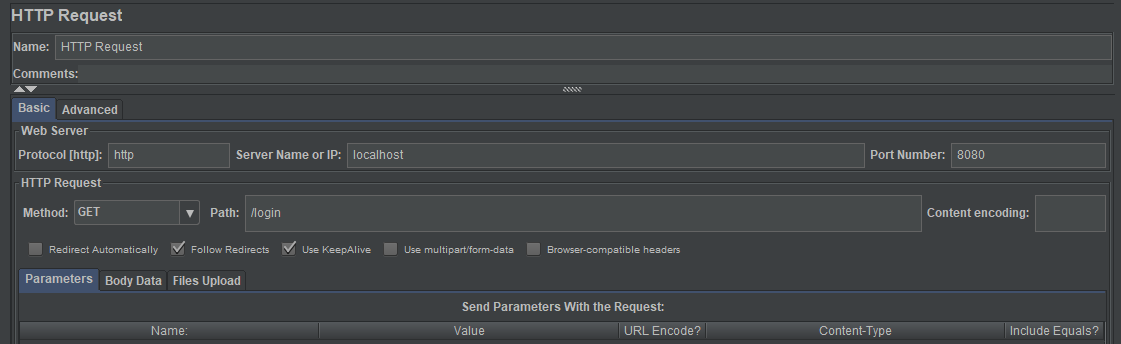 HTTP Request
Name: HTTP Request
Comments:
Basic Advanced
Web Server
Protocol [http]: http Server Name or IP: localhost Port Number: 8080
HTTP Request
Method: GET Path: /login Content encoding:
Redirect Automatically Follow Redirects Use KeepAlive Use multipart/form-data Browser-compatible headers
Parameters Body Data Files Upload
Send Parameters With the Request:
Name: Value URL Encode? Content-Type Include Equals?